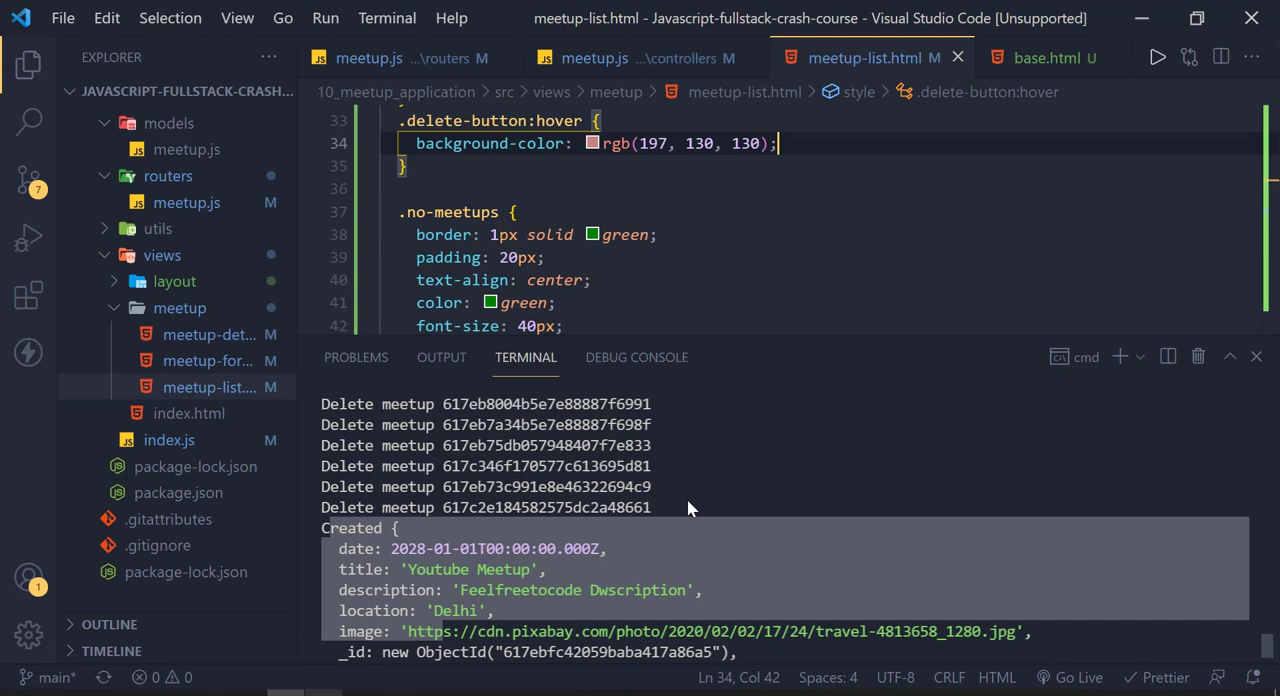 File Edit Selection View Go Run Terminal Help meetup-list.html - Javascript-fullstack-crash-course - Visual Studio Code [Unsupported]
EXPLORER ···
JS meetup.js ...\routers M JS meetup.js ...\controllers M meetup-list.html M base.html U
JAVASCRIPT-FULLSTACK-CRASH...
10_meetup_application > src > views > meetup > meetup-list.html > style > .delete-button:hover
models
JS meetup.js
routers
JS meetup.js M
utils
views
layout
meetup
meetup-det... M
meetup-for... M
meetup-list.... M
index.html
JS index.js M
package-lock.json
package.json
.gitattributes
.gitignore
package-lock.json
OUTLINE
TIMELINE
7
1
33 .delete-button:hover {
34 background-color: rgb(197, 130, 130);
35 }
36
37 .no-meetups {
38 border: 1px solid green;
39 padding: 20px;
40 text-align: center;
41 color: green;
42 font-size: 40px;
PROBLEMS OUTPUT TERMINAL DEBUG CONSOLE cmd
Delete meetup 617eb8004b5e7e88887f6991
Delete meetup 617eb7a34b5e7e88887f698f
Delete meetup 617eb75db057948407f7e833
Delete meetup 617c346f170577c613695d81
Delete meetup 617eb73c991e8e46322694c9
Delete meetup 617c2e184582575dc2a48661
Created {
date: 2028-01-01T00:00:00.000Z,
title: 'Youtube Meetup',
description: 'Feelfreetocode Dwscription',
location: 'Delhi',
image: 'https://cdn.pixabay.com/photo/2020/02/02/17/24/travel-4813658_1280.jpg',
_id: new ObjectId("617ebfc42059baba417a86a5"),
main* 0 0 Ln 34, Col 42 Spaces: 4 UTF-8 CRLF HTML Go Live Prettier